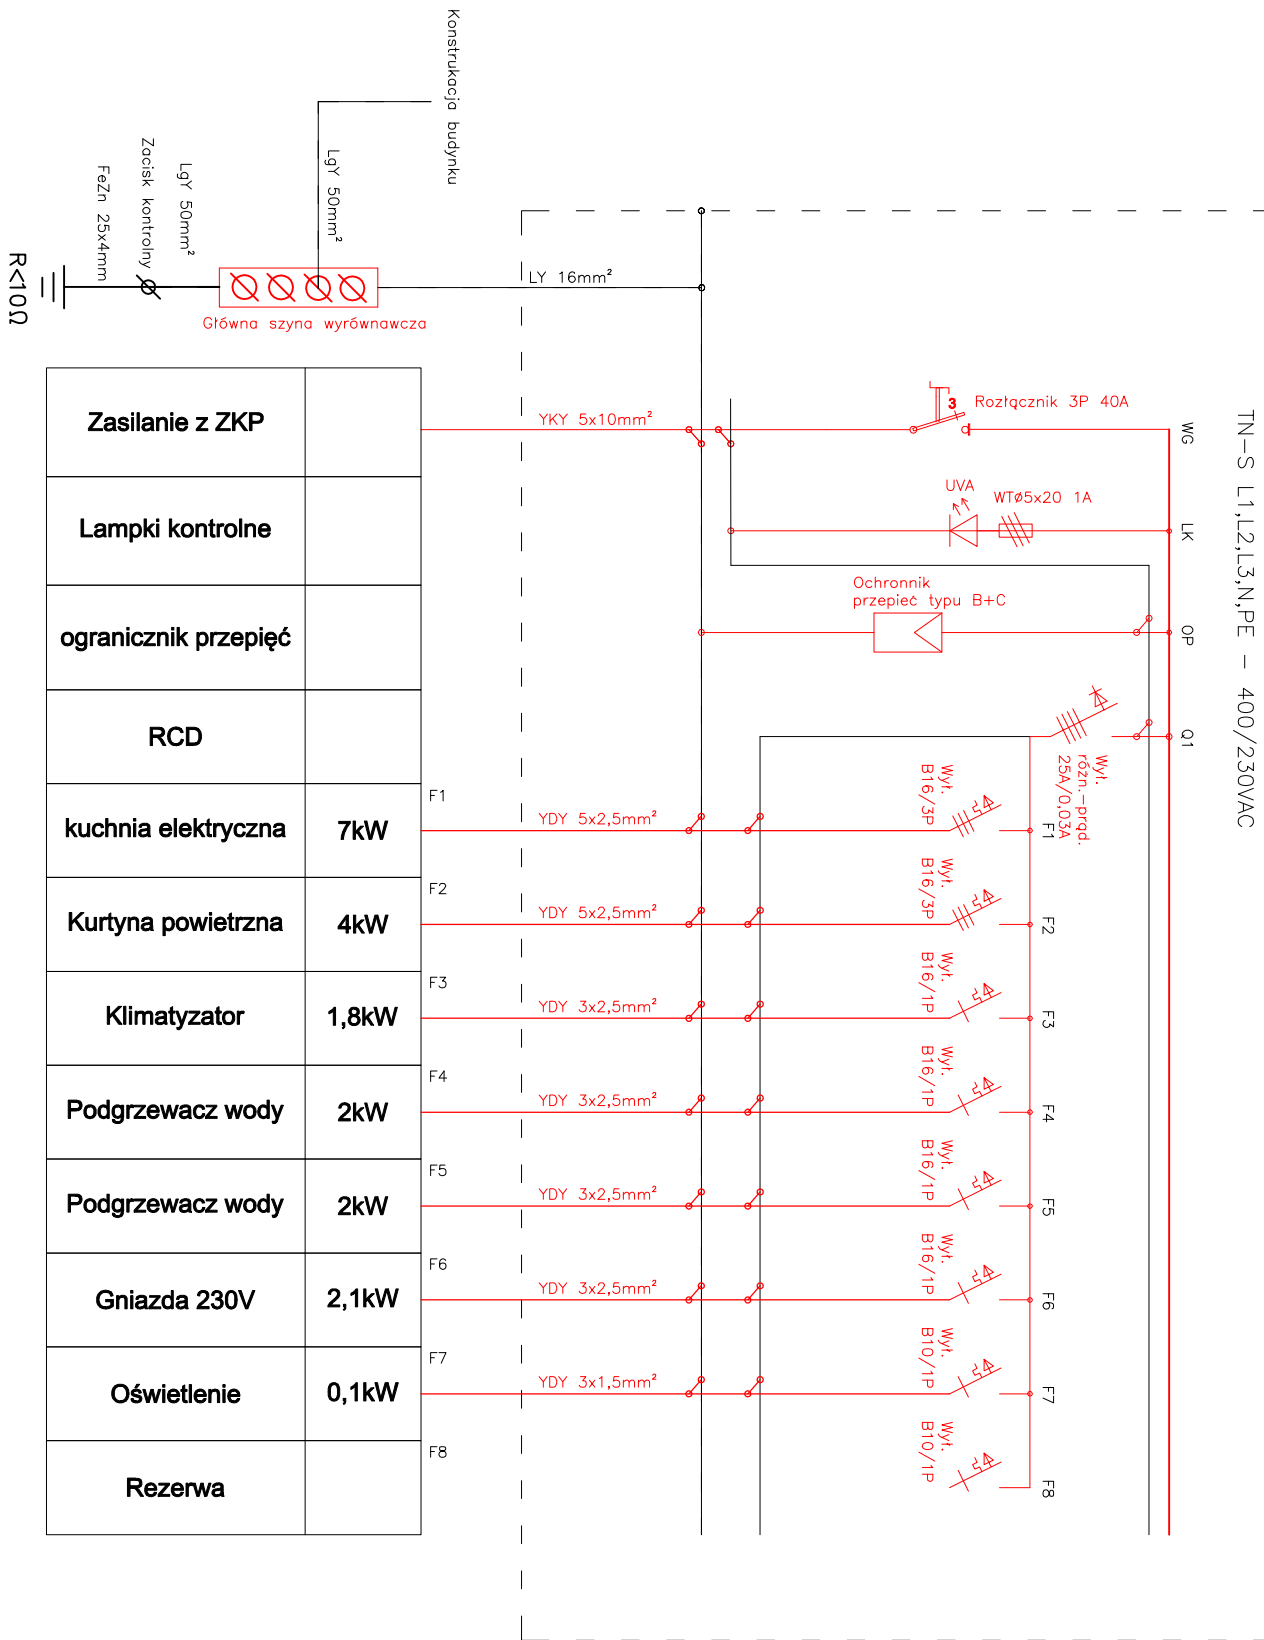 Konstrukcja budynku
LgY 50mm²
Zacisk kontrolny
LgY 50mm²
FeZn 25x4mm
R<10Ω
Główna szyna wyrównawcza
LY 16mm²
TN-S L1,L2,L3,N,PE - 400/230VAC
Zasilanie z ZKP
YKY 5x10mm²
3
Rozłącznik 3P 40A
WG
Lampki kontrolne
UVA
WTø5x20 1A
LK
ogranicznik przepięć
Ochronnik
przepieć typu B+C
OP
RCD
Q1
Wył.
różn.-prąd.
25A/0,03A
kuchnia elektryczna
7kW
F1
YDY 5x2,5mm²
Wył.
B16/3P
F1
Kurtyna powietrzna
4kW
F2
YDY 5x2,5mm²
Wył.
B16/3P
F2
Klimatyzator
1,8kW
F3
YDY 3x2,5mm²
Wył.
B16/1P
F3
Podgrzewacz wody
2kW
F4
YDY 3x2,5mm²
Wył.
B16/1P
F4
Podgrzewacz wody
2kW
F5
YDY 3x2,5mm²
Wył.
B16/1P
F5
Gniazda 230V
2,1kW
F6
YDY 3x2,5mm²
Wył.
B16/1P
F6
Oświetlenie
0,1kW
F7
YDY 3x1,5mm²
Wył.
B10/1P
F7
Rezerwa
F8
Wył.
B10/1P
F8